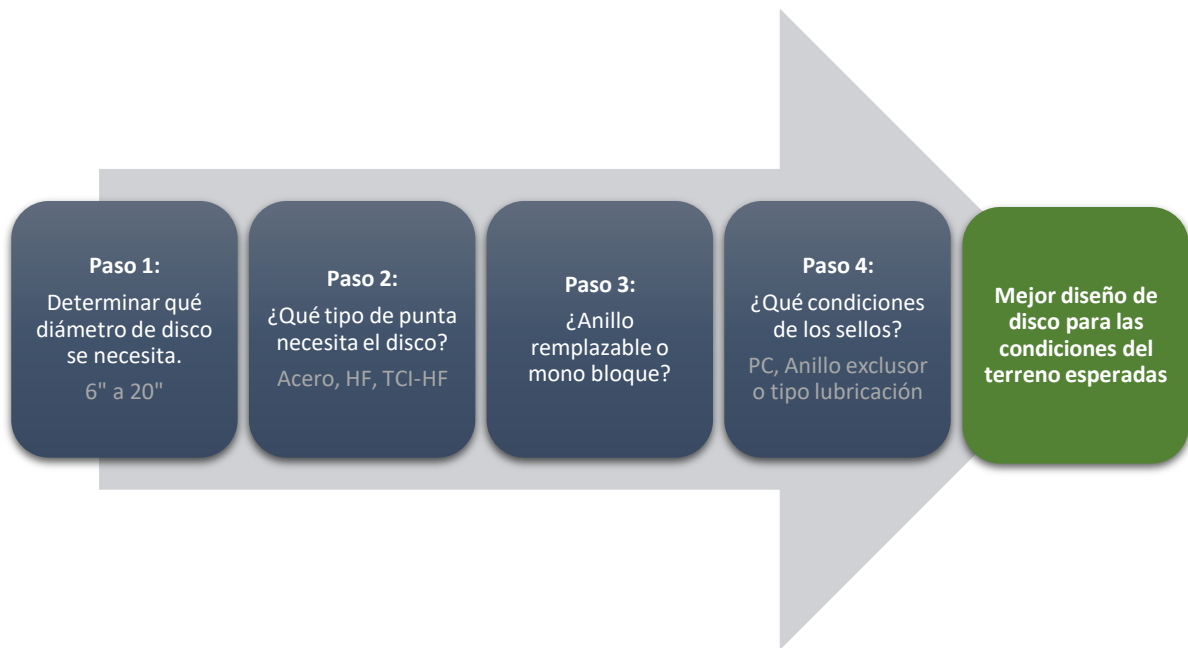 Paso 1:
Determinar qué
diámetro de disco
se necesita.
6" a 20"
Paso 2:
¿Qué tipo de punta
necesita el disco?
Acero, HF, TCI-HF
Paso 3:
¿Anillo
remplazable o
mono bloque?
Paso 4:
¿Qué condiciones
de los sellos?
PC, Anillo exclusor
o tipo lubricación
Mejor diseño de
disco para las
condiciones del
terreno esperadas